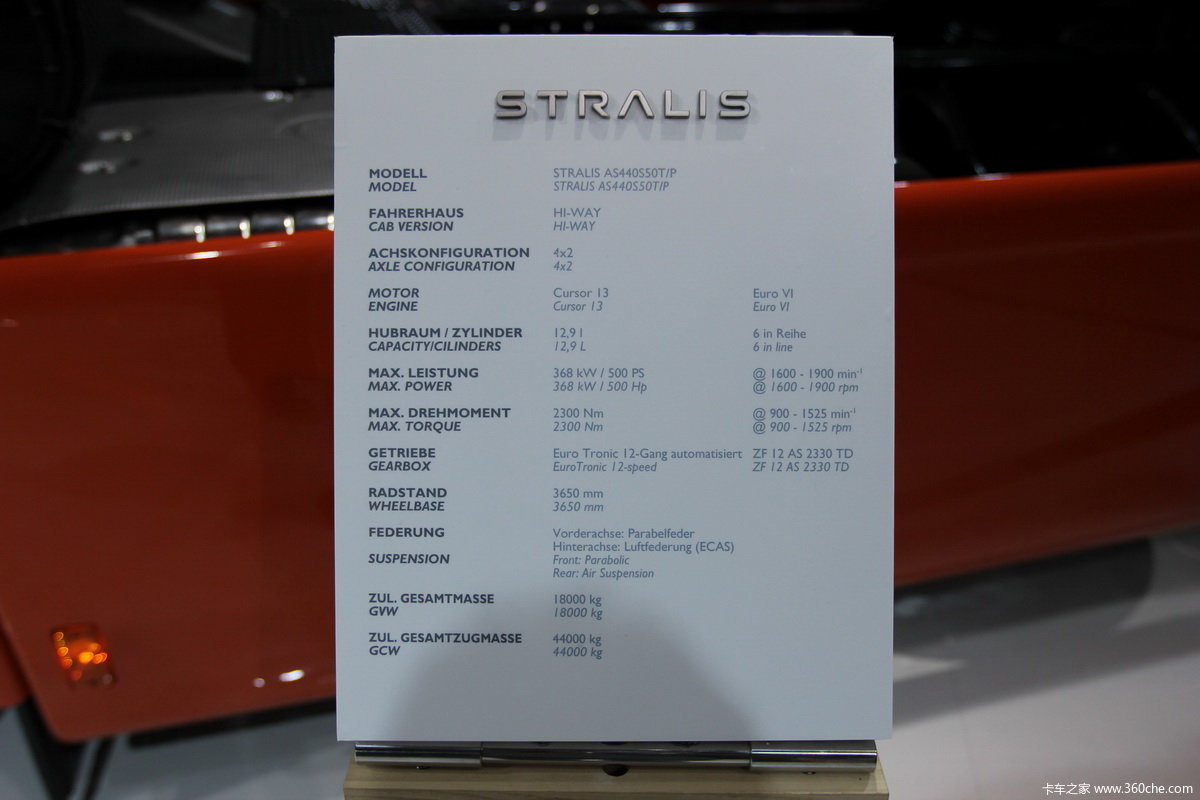 STRALIS
MODELL STRALIS AS440S50T/P
MODEL STRALIS AS440S50T/P
FAHRERHAUS HI-WAY
CAB VERSION HI-WAY
ACHSKONFIGURATION 4x2
AXLE CONFIGURATION 4x2
MOTOR Cursor 13 Euro VI
ENGINE Cursor 13 Euro VI
HUBRAUM / ZYLINDER 12,9 l 6 in Reihe
CAPACITY/CILINDERS 12,9 L 6 in line
MAX. LEISTUNG 368 kW / 500 PS @ 1600 - 1900 min⁻¹
MAX. POWER 368 kW / 500 Hp @ 1600 - 1900 rpm
MAX. DREHMOMENT 2300 Nm @ 900 - 1525 min⁻¹
MAX. TORQUE 2300 Nm @ 900 - 1525 rpm
GETRIEBE Euro Tronic 12-Gang automatisiert ZF 12 AS 2330 TD
GEARBOX EuroTronic 12-speed ZF 12 AS 2330 TD
RADSTAND 3650 mm
WHEELBASE 3650 mm
FEDERUNG Vorderachse: Parabelfeder
Hinterachse: Luftfederung (ECAS)
SUSPENSION Front: Parabolic
Rear: Air Suspension
ZUL. GESAMTMASSE 18000 kg
GVW 18000 kg
ZUL. GESAMTZUGMASSE 44000 kg
GCW 44000 kg
卡车之家 www.360che.com